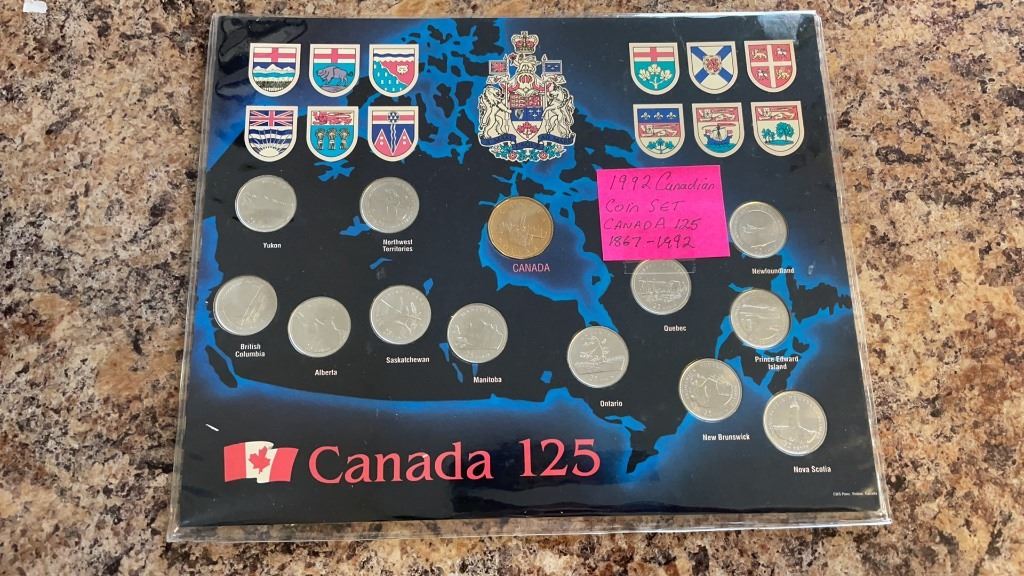 1992 Canadian
Coin SET
CANADA 125
1867-1992
Yukon
Northwest
Territories
CANADA
Newfoundland
British
Columbia
Alberta
Saskatchewan
Manitoba
Ontario
Quebec
Prince Edward
Island
New Brunswick
Nova Scotia
Canada 125